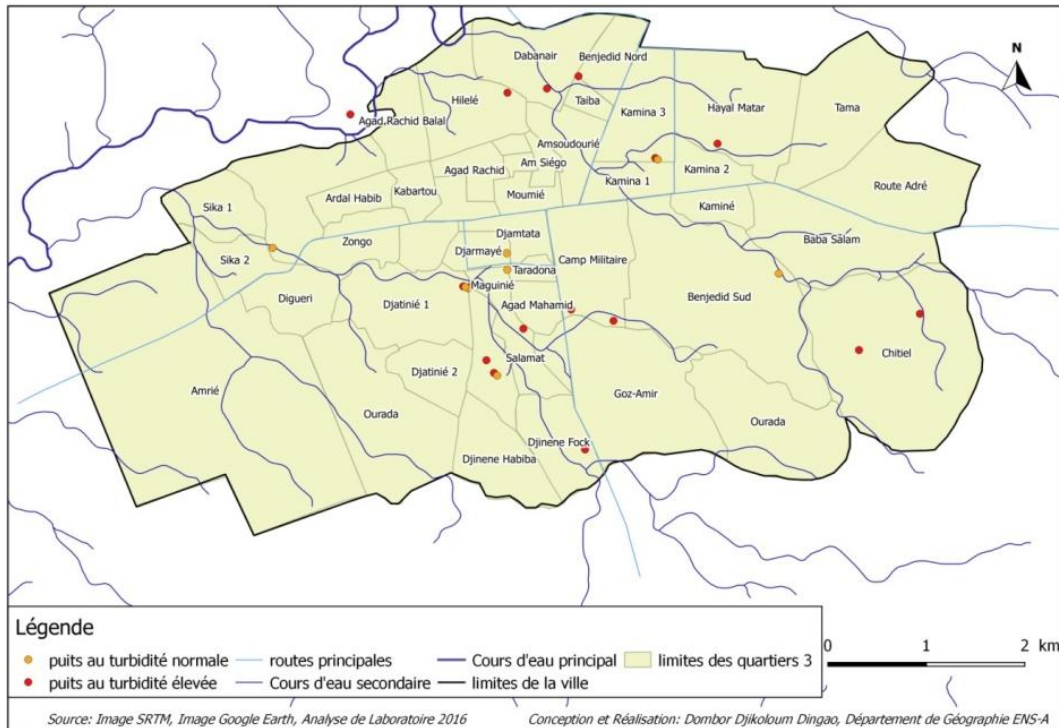 N
Dabanair
Benjedid Nord
Hilelé
Taiba
Kamina 3
Hayal Matar
Tama
Agad Rachid Balal
Amsoudourié
Am Siégo
Agad Rachid
Kamina 1
Kamina 2
Route Adré
Kabartou
Ardal Habib
Moumié
Sika 1
Kaminé
Zongo
Djamtata
Baba Salam
Djarmayé
Sika 2
Camp Militaire
Taradona
Maguinié
Digueri
Djatinié 1
Agad Mahamid
Benjedid Sud
Chitiel
Salamat
Djatinié 2
Amrié
Goz-Amir
Ourada
Ourada
Djinene Fock
Djinene Habiba
Légende
puits au turbidité normale
routes principales
Cours d'eau principal
limites des quartiers 3
puits au turbidité élevée
Cours d'eau secondaire
limites de la ville
0 1 2 km
Source: Image SRTM, Image Google Earth, Analyse de Laboratoire 2016
Conception et Réalisation: Dombor Djikoloum Dingao, Département de Géographie ENS-A